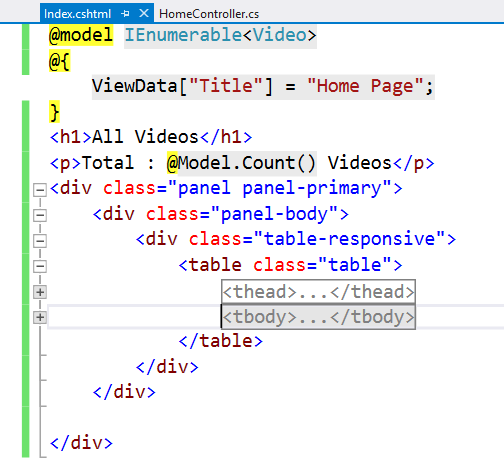 Index.cshtml HomeController.cs
@model IEnumerable<Video>
@{
ViewData["Title"] = "Home Page";
}
<h1>All Videos</h1>
<p>Total : @Model.Count() Videos</p>
<div class="panel panel-primary">
<div class="panel-body">
<div class="table-responsive">
<table class="table">
<thead>...</thead>
<tbody>...</tbody>
</table>
</div>
</div>
</div>